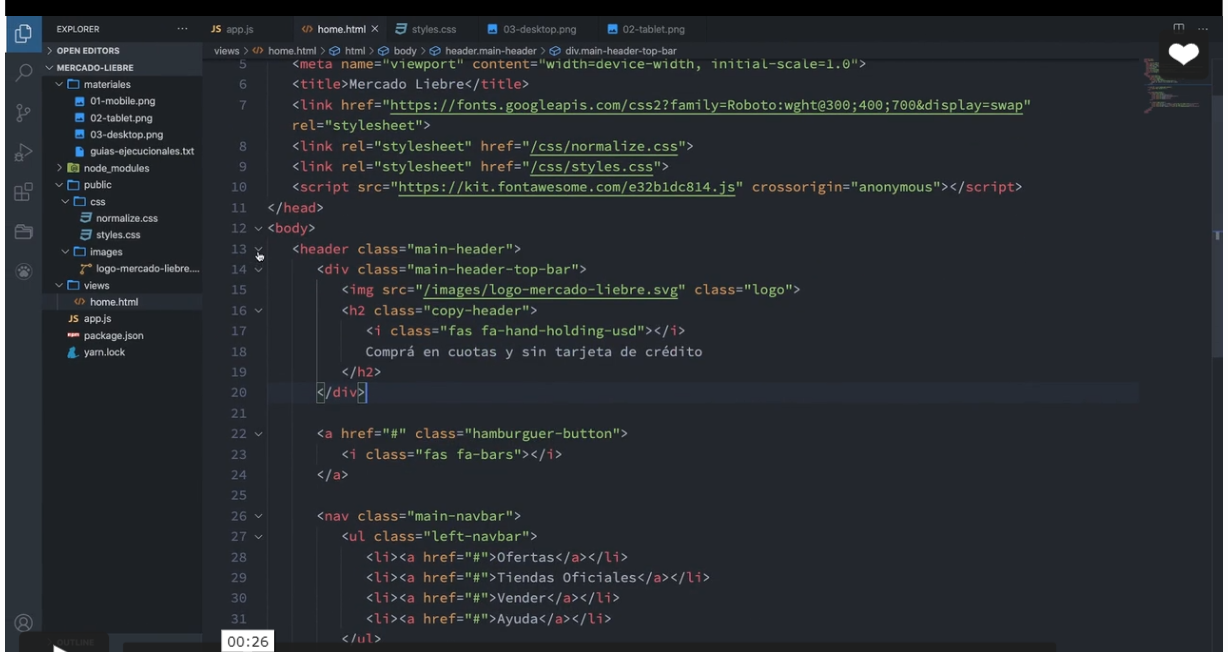 EXPLORER
OPEN EDITORS
MERCADO-LIEBRE
materiales
01-mobile.png
02-tablet.png
03-desktop.png
guias-ejecucionales.txt
node_modules
public
css
normalize.css
styles.css
images
logo-mercado-liebre....
views
home.html
JS app.js
package.json
yarn.lock
OUTLINE
JS app.js
home.html
styles.css
03-desktop.png
02-tablet.png
views > home.html > html > body > header.main-header > div.main-header-top-bar
5 <meta name="viewport" content="width=device-width, initial-scale=1.0">
6 <title>Mercado Liebre</title>
7 <link href="https://fonts.googleapis.com/css2?family=Roboto:wght@300;400;700&display=swap"
rel="stylesheet">
8 <link rel="stylesheet" href="/css/normalize.css">
9 <link rel="stylesheet" href="/css/styles.css">
10 <script src="https://kit.fontawesome.com/e32b1dc814.js" crossorigin="anonymous"></script>
11 </head>
12 <body>
13 <header class="main-header">
14 <div class="main-header-top-bar">
15 <img src="/images/logo-mercado-liebre.svg" class="logo">
16 <h2 class="copy-header">
17 <i class="fas fa-hand-holding-usd"></i>
18 Comprá en cuotas y sin tarjeta de crédito
19 </h2>
20 </div>
21
22 <a href="#" class="hamburguer-button">
23 <i class="fas fa-bars"></i>
24 </a>
25
26 <nav class="main-navbar">
27 <ul class="left-navbar">
28 <li><a href="#">Ofertas</a></li>
29 <li><a href="#">Tiendas Oficiales</a></li>
30 <li><a href="#">Vender</a></li>
31 <li><a href="#">Ayuda</a></li>
</ul>
00:26